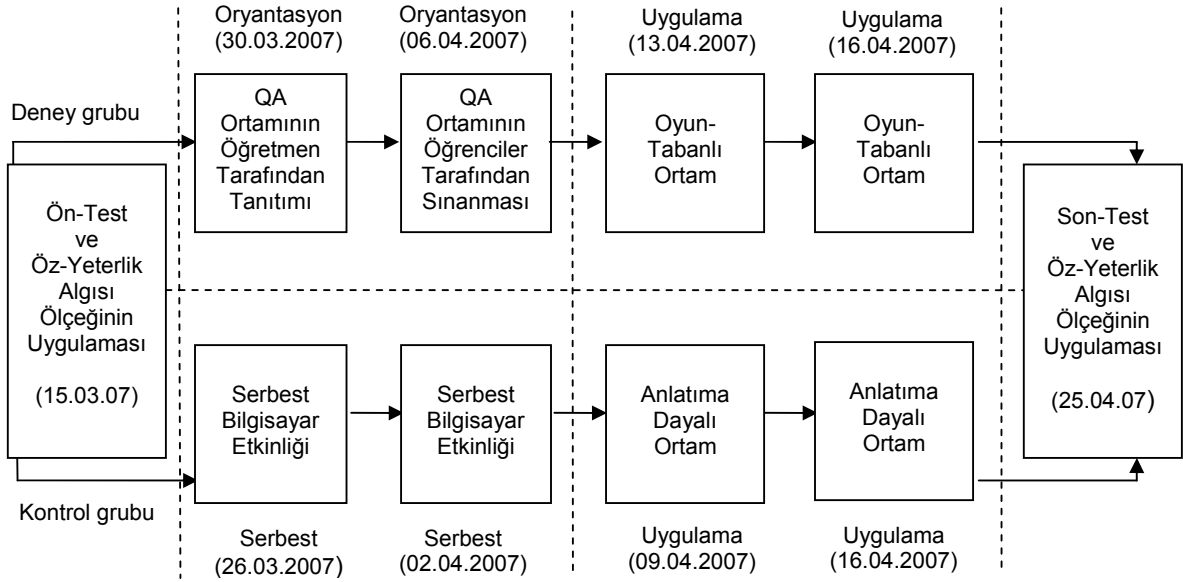 Oryantasyon
(30.03.2007)
Oryantasyon
(06.04.2007)
Uygulama
(13.04.2007)
Uygulama
(16.04.2007)
Deney grubu
QA
Ortamının
Öğretmen
Tarafından
Tanıtımı
QA
Ortamının
Öğrenciler
Tarafından
Sınanması
Oyun-
Tabanlı
Ortam
Oyun-
Tabanlı
Ortam
Ön-Test
ve
Öz-Yeterlik
Algısı
Ölçeğinin
Uygulaması
(15.03.07)
Son-Test
ve
Öz-Yeterlik
Algısı
Ölçeğinin
Uygulaması
(25.04.07)
Serbest
Bilgisayar
Etkinliği
Serbest
Bilgisayar
Etkinliği
Anlatıma
Dayalı
Ortam
Anlatıma
Dayalı
Ortam
Kontrol grubu
Serbest
(26.03.2007)
Serbest
(02.04.2007)
Uygulama
(09.04.2007)
Uygulama
(16.04.2007)